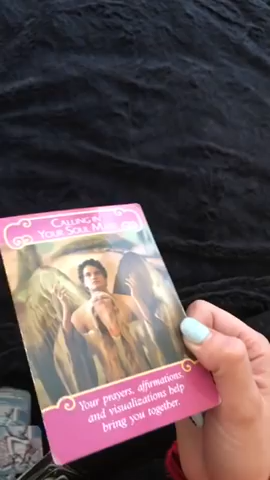 CALLING IN
YOUR SOUL MATE
Your prayers, affirmations,
and visualizations help
bring you together.